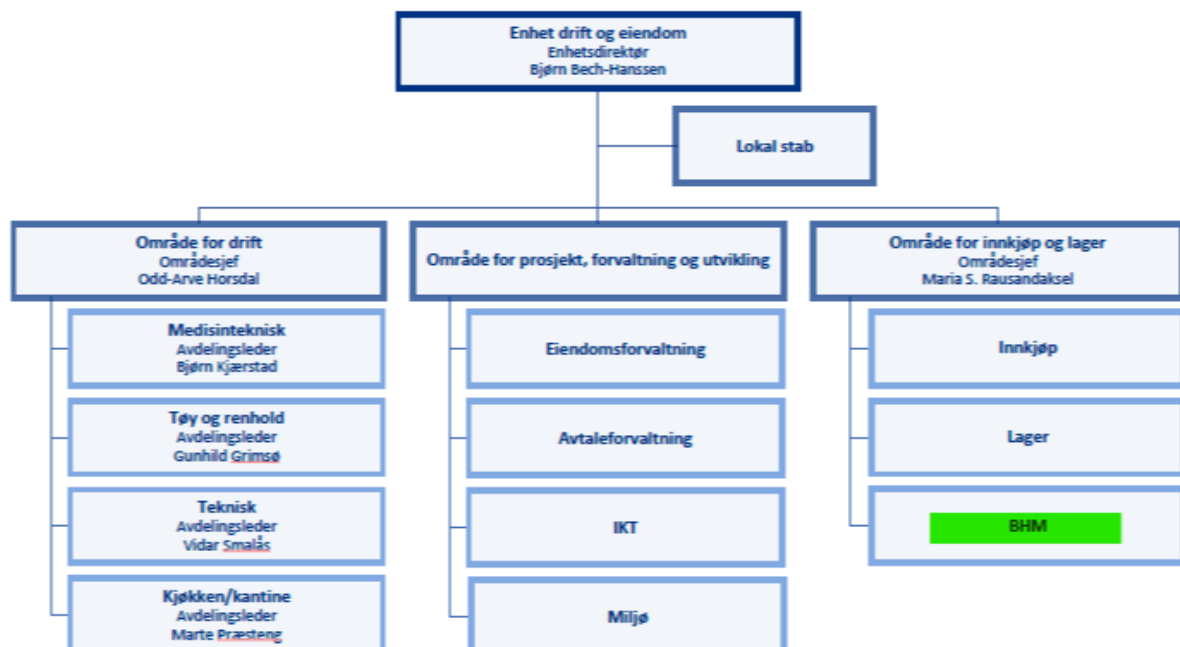 Enhet drift og eiendom
Enhetsdirektør
Bjørn Bech-Hanssen
Lokal stab
Område for drift
Områdesjef
Odd-Arve Horsdal
Medisinteknisk
Avdelingsleder
Bjørn Kjærstad
Tøy og renhold
Avdelingsleder
Gunhild Grimsø
Teknisk
Avdelingsleder
Vidar Smalås
Kjøkken/kantine
Avdelingsleder
Marte Præsteng
Område for prosjekt, forvaltning og utvikling
Eiendomsforvaltning
Avtaleforvaltning
IKT
Miljø
Område for innkjøp og lager
Områdesjef
Maria S. Rausandaksel
Innkjøp
Lager
BHM